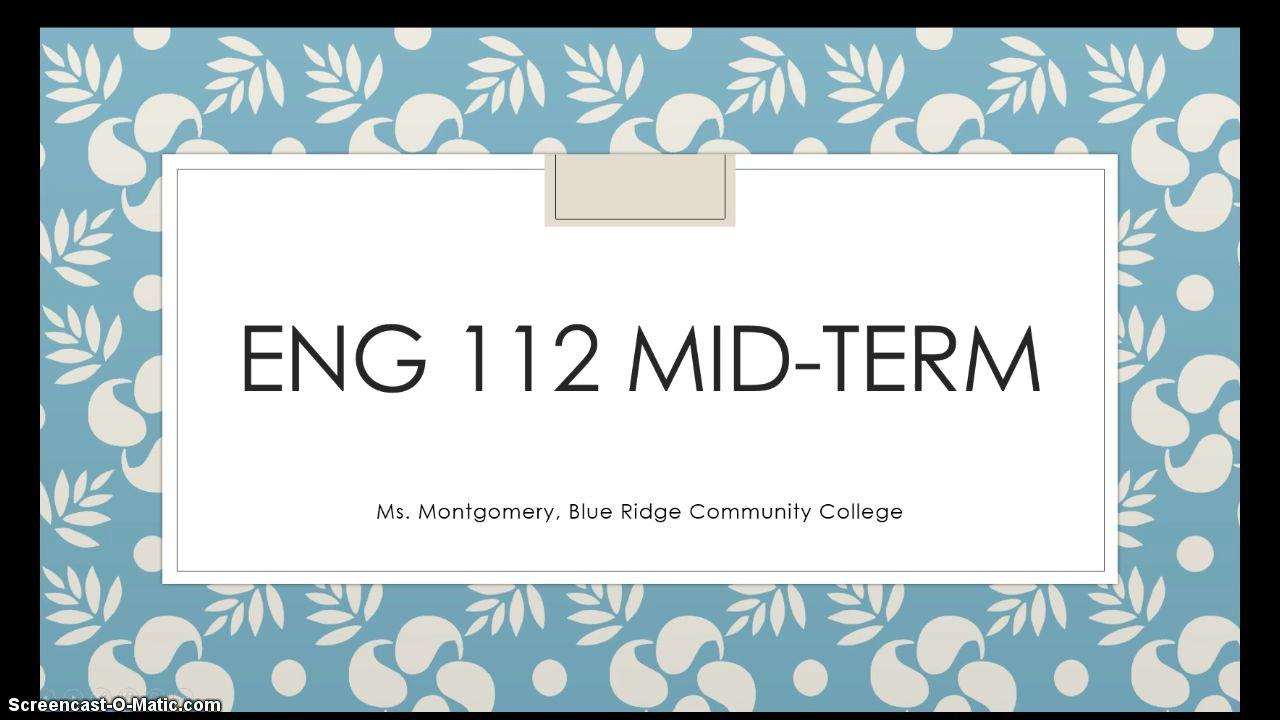 ENG 112 MID-TERM
Ms. Montgomery, Blue Ridge Community College
Screencast-O-Matic.com